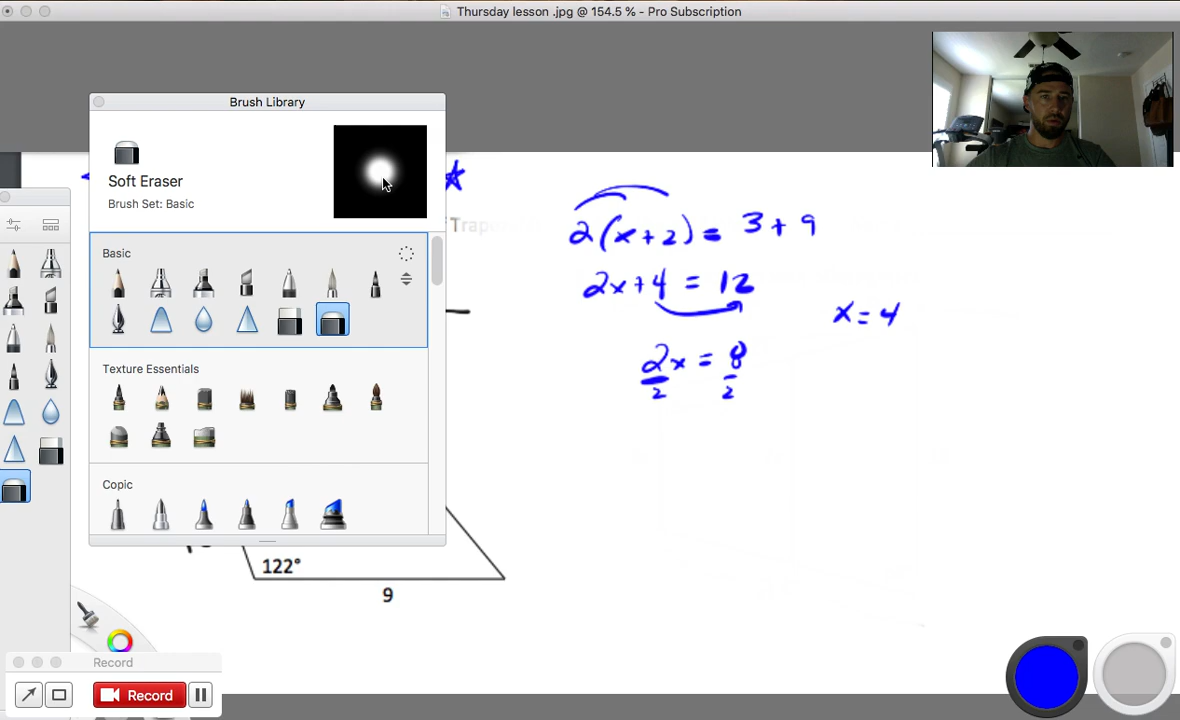 Thursday lesson .jpg @ 154.5 % - Pro Subscription
Brush Library
Soft Eraser
Brush Set: Basic
Basic
Texture Essentials
Copic
Trape
2(x+2) = 3+9
2x+4 = 12
x=4
2x = 8
2 2
122°
9
Record
Record